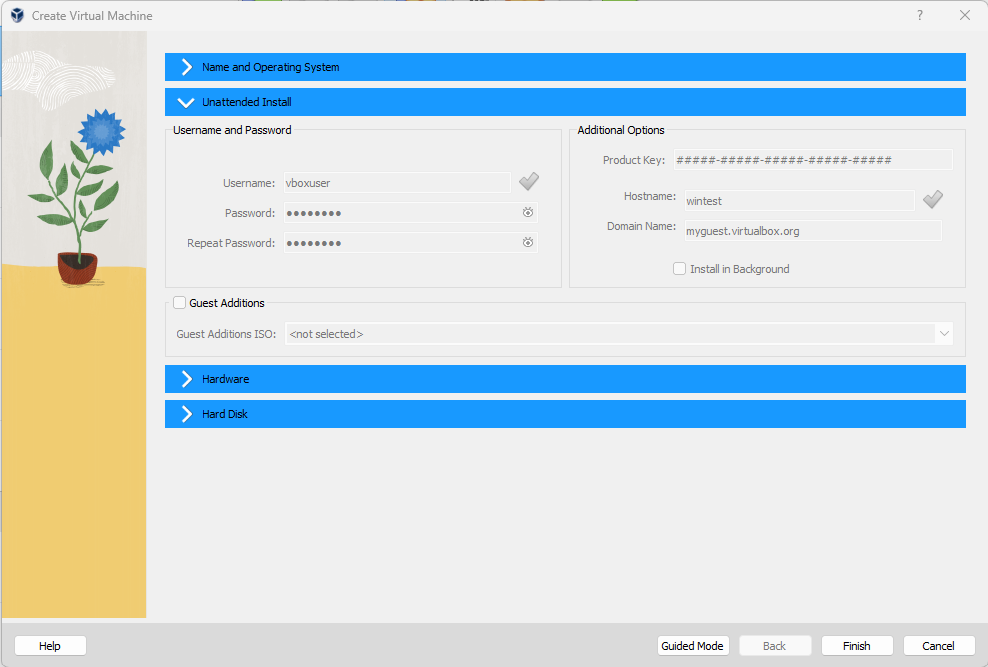 Create Virtual Machine
?
Name and Operating System
Unattended Install
Username and Password
Username: vboxuser
Password: ●●●●●●●●
Repeat Password: ●●●●●●●●
Additional Options
Product Key: #####-#####-#####-#####-#####
Hostname: wintest
Domain Name: myguest.virtualbox.org
Install in Background
Guest Additions
Guest Additions ISO: <not selected>
Hardware
Hard Disk
Help
Guided Mode
Back
Finish
Cancel